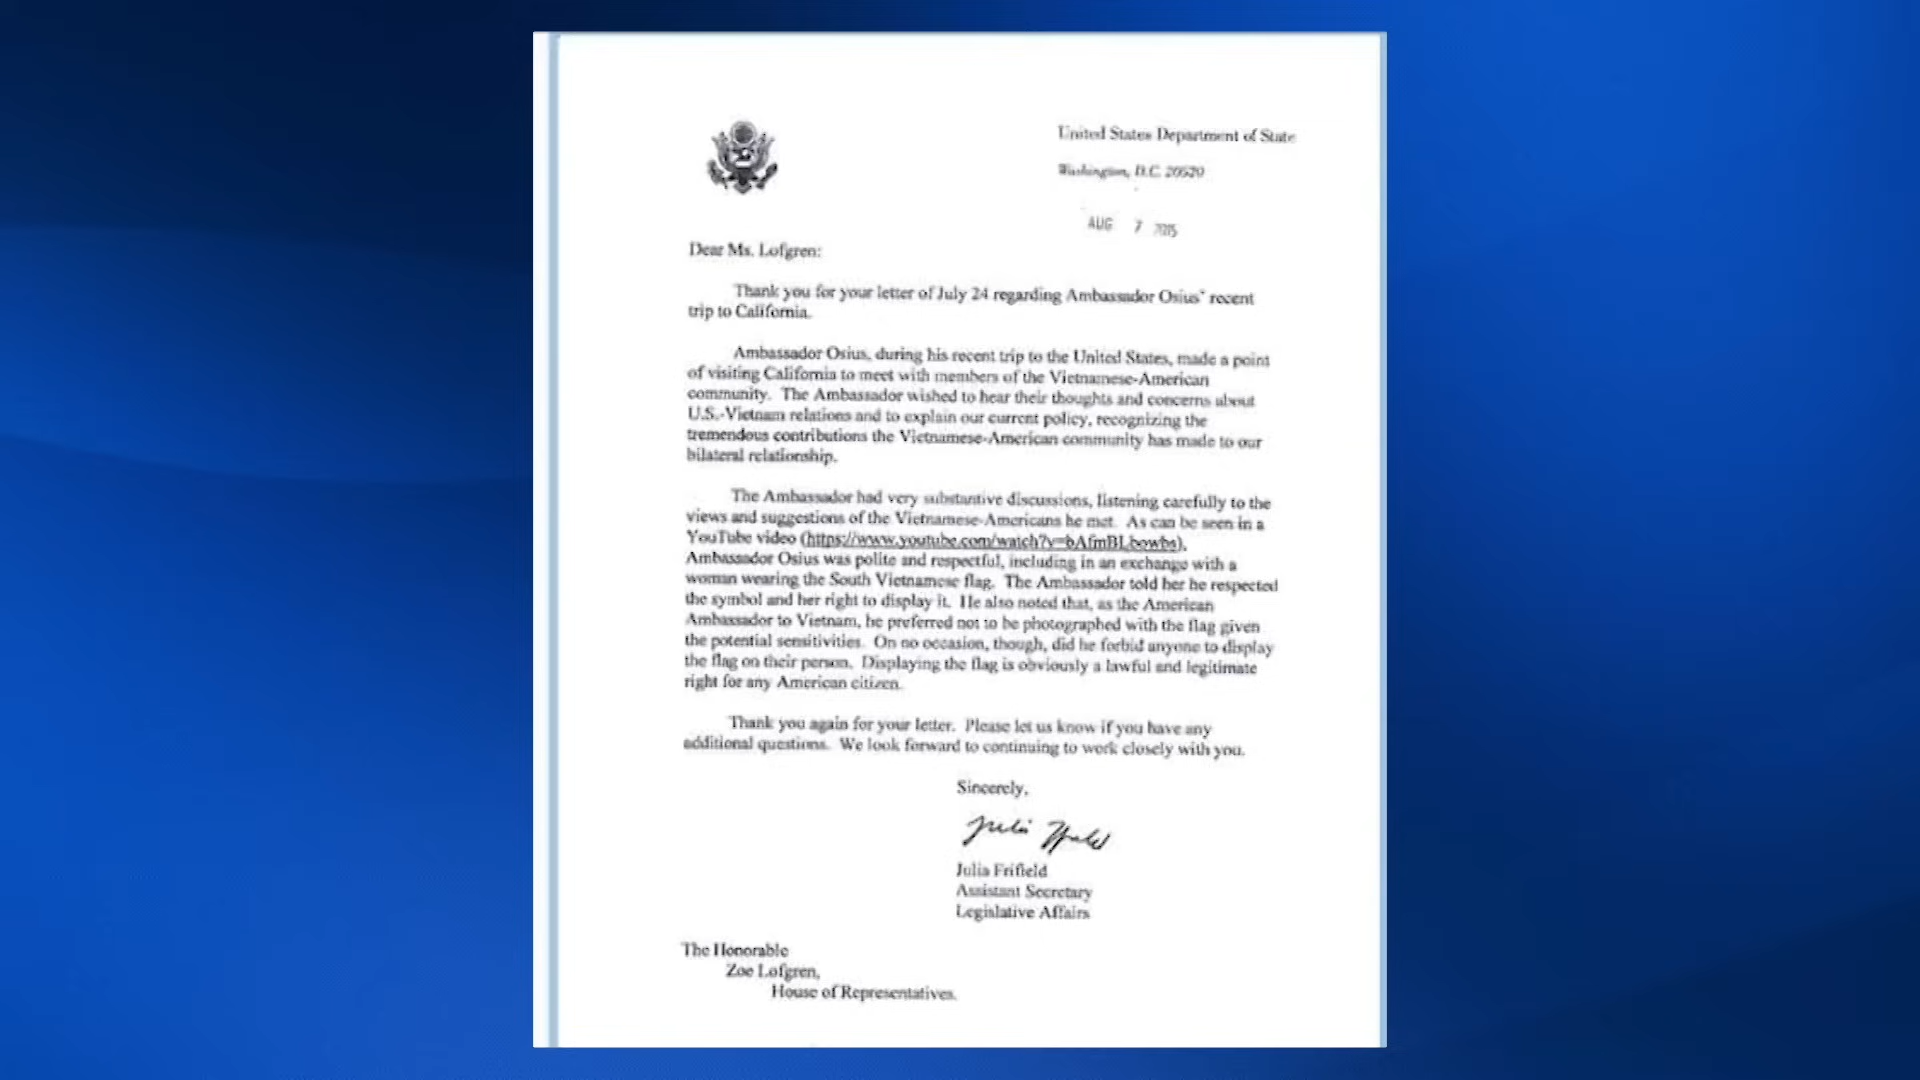 United States Department of State
Washington, D.C. 20520
AUG 7 2015
Dear Ms. Lofgren:
Thank you for your letter of July 24 regarding Ambassador Osius' recent
trip to California.
Ambassador Osius, during his recent trip to the United States, made a point
of visiting California to meet with members of the Vietnamese-American
community. The Ambassador wished to hear their thoughts and concerns about
U.S.-Vietnam relations and to explain our current policy, recognizing the
tremendous contributions the Vietnamese-American community has made to our
bilateral relationship.
The Ambassador had very substantive discussions, listening carefully to the
views and suggestions of the Vietnamese-Americans he met. As can be seen in a
YouTube video
Ambassador Osius was polite and respectful, including in an exchange with a
woman wearing the South Vietnamese flag. The Ambassador told her he respected
the symbol and her right to display it. He also noted that, as the American
Ambassador to Vietnam, he preferred not to be photographed with the flag given
the potential sensitivities. On no occasion, though, did he forbid anyone to display
the flag on their person. Displaying the flag is obviously a lawful and legitimate
right for any American citizen.
Thank you again for your letter. Please let us know if you have any
additional questions. We look forward to continuing to work closely with you.
Sincerely,
Julia Frifield
Assistant Secretary
Legislative Affairs
The Honorable
Zoe Lofgren,
House of Representatives.